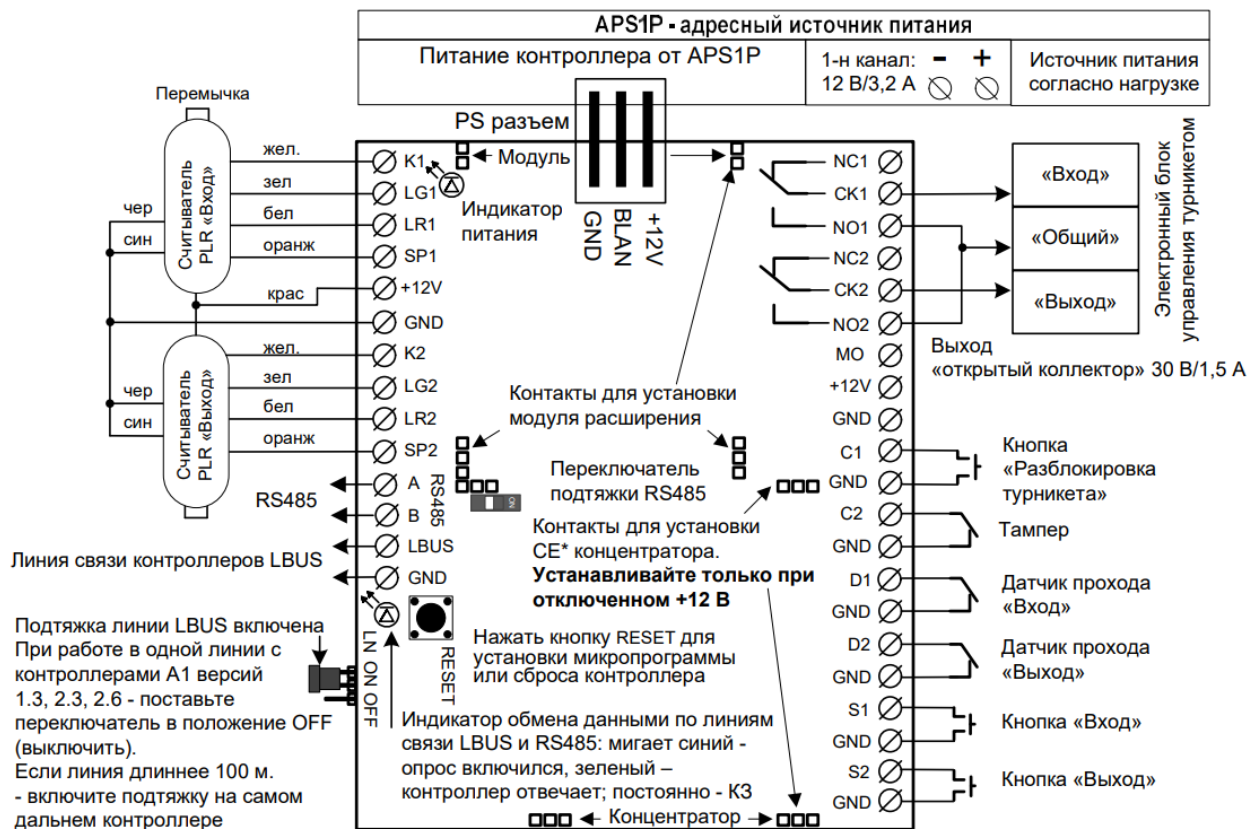 APS1P - адресный источник питания
Питание контроллера от APS1P
1-н канал: - +
12 В/3,2 А
Источник питания
согласно нагрузке
Перемычка
PS разъем
Модуль
GND
BLAN
+12V
Индикатор
питания
Считыватель
PLR «Вход»
жел.
зел
бел
оранж
чер
син
крас
Считыватель
PLR «Выход»
жел.
зел
бел
оранж
чер
син
K1
LG1
LR1
SP1
+12V
GND
K2
LG2
LR2
SP2
A
B
RS485
LBUS
GND
RS485
Линия связи контроллеров LBUS
NC1
CK1
NO1
NC2
CK2
NO2
MO
+12V
GND
C1
GND
C2
GND
D1
GND
D2
GND
S1
GND
S2
GND
«Вход»
«Общий»
«Выход»
Электронный блок
управления турникетом
Выход
«открытый коллектор» 30 В/1,5 А
Кнопка
«Разблокировка
турникета»
Тампер
Датчик прохода
«Вход»
Датчик прохода
«Выход»
Кнопка «Вход»
Кнопка «Выход»
Контакты для установки
модуля расширения
Переключатель
подтяжки RS485
ON
Контакты для установки
CE* концентратора.
Устанавливайте только при
отключенном +12 В
Нажать кнопку RESET для
установки микропрограммы
или сброса контроллера
RESET
LN ON OFF
Подтяжка линии LBUS включена
При работе в одной линии с
контроллерами А1 версий
1.3, 2.3, 2.6 - поставьте
переключатель в положение OFF
(выключить).
Если линия длиннее 100 м.
- включите подтяжку на самом
дальнем контроллере
Индикатор обмена данными по линиям
связи LBUS и RS485: мигает синий -
опрос включился, зеленый –
контроллер отвечает; постоянно - КЗ
Концентратор